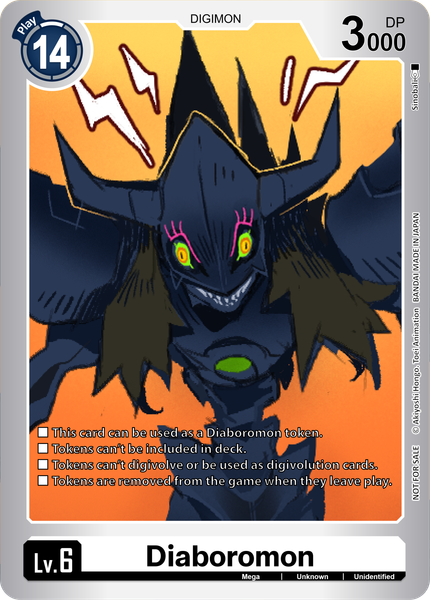 Play
14
DIGIMON
DP
3000
Sinobali
© Akiyoshi Hongo, Toei Animation
BANDAI MADE IN JAPAN
NOT FOR SALE
This card can be used as a Diaboromon token.
Tokens can't be included in deck.
Tokens can't digivolve or be used as digivolution cards.
Tokens are removed from the game when they leave play.
Lv.6
Diaboromon
Mega | Unknown | Unidentified